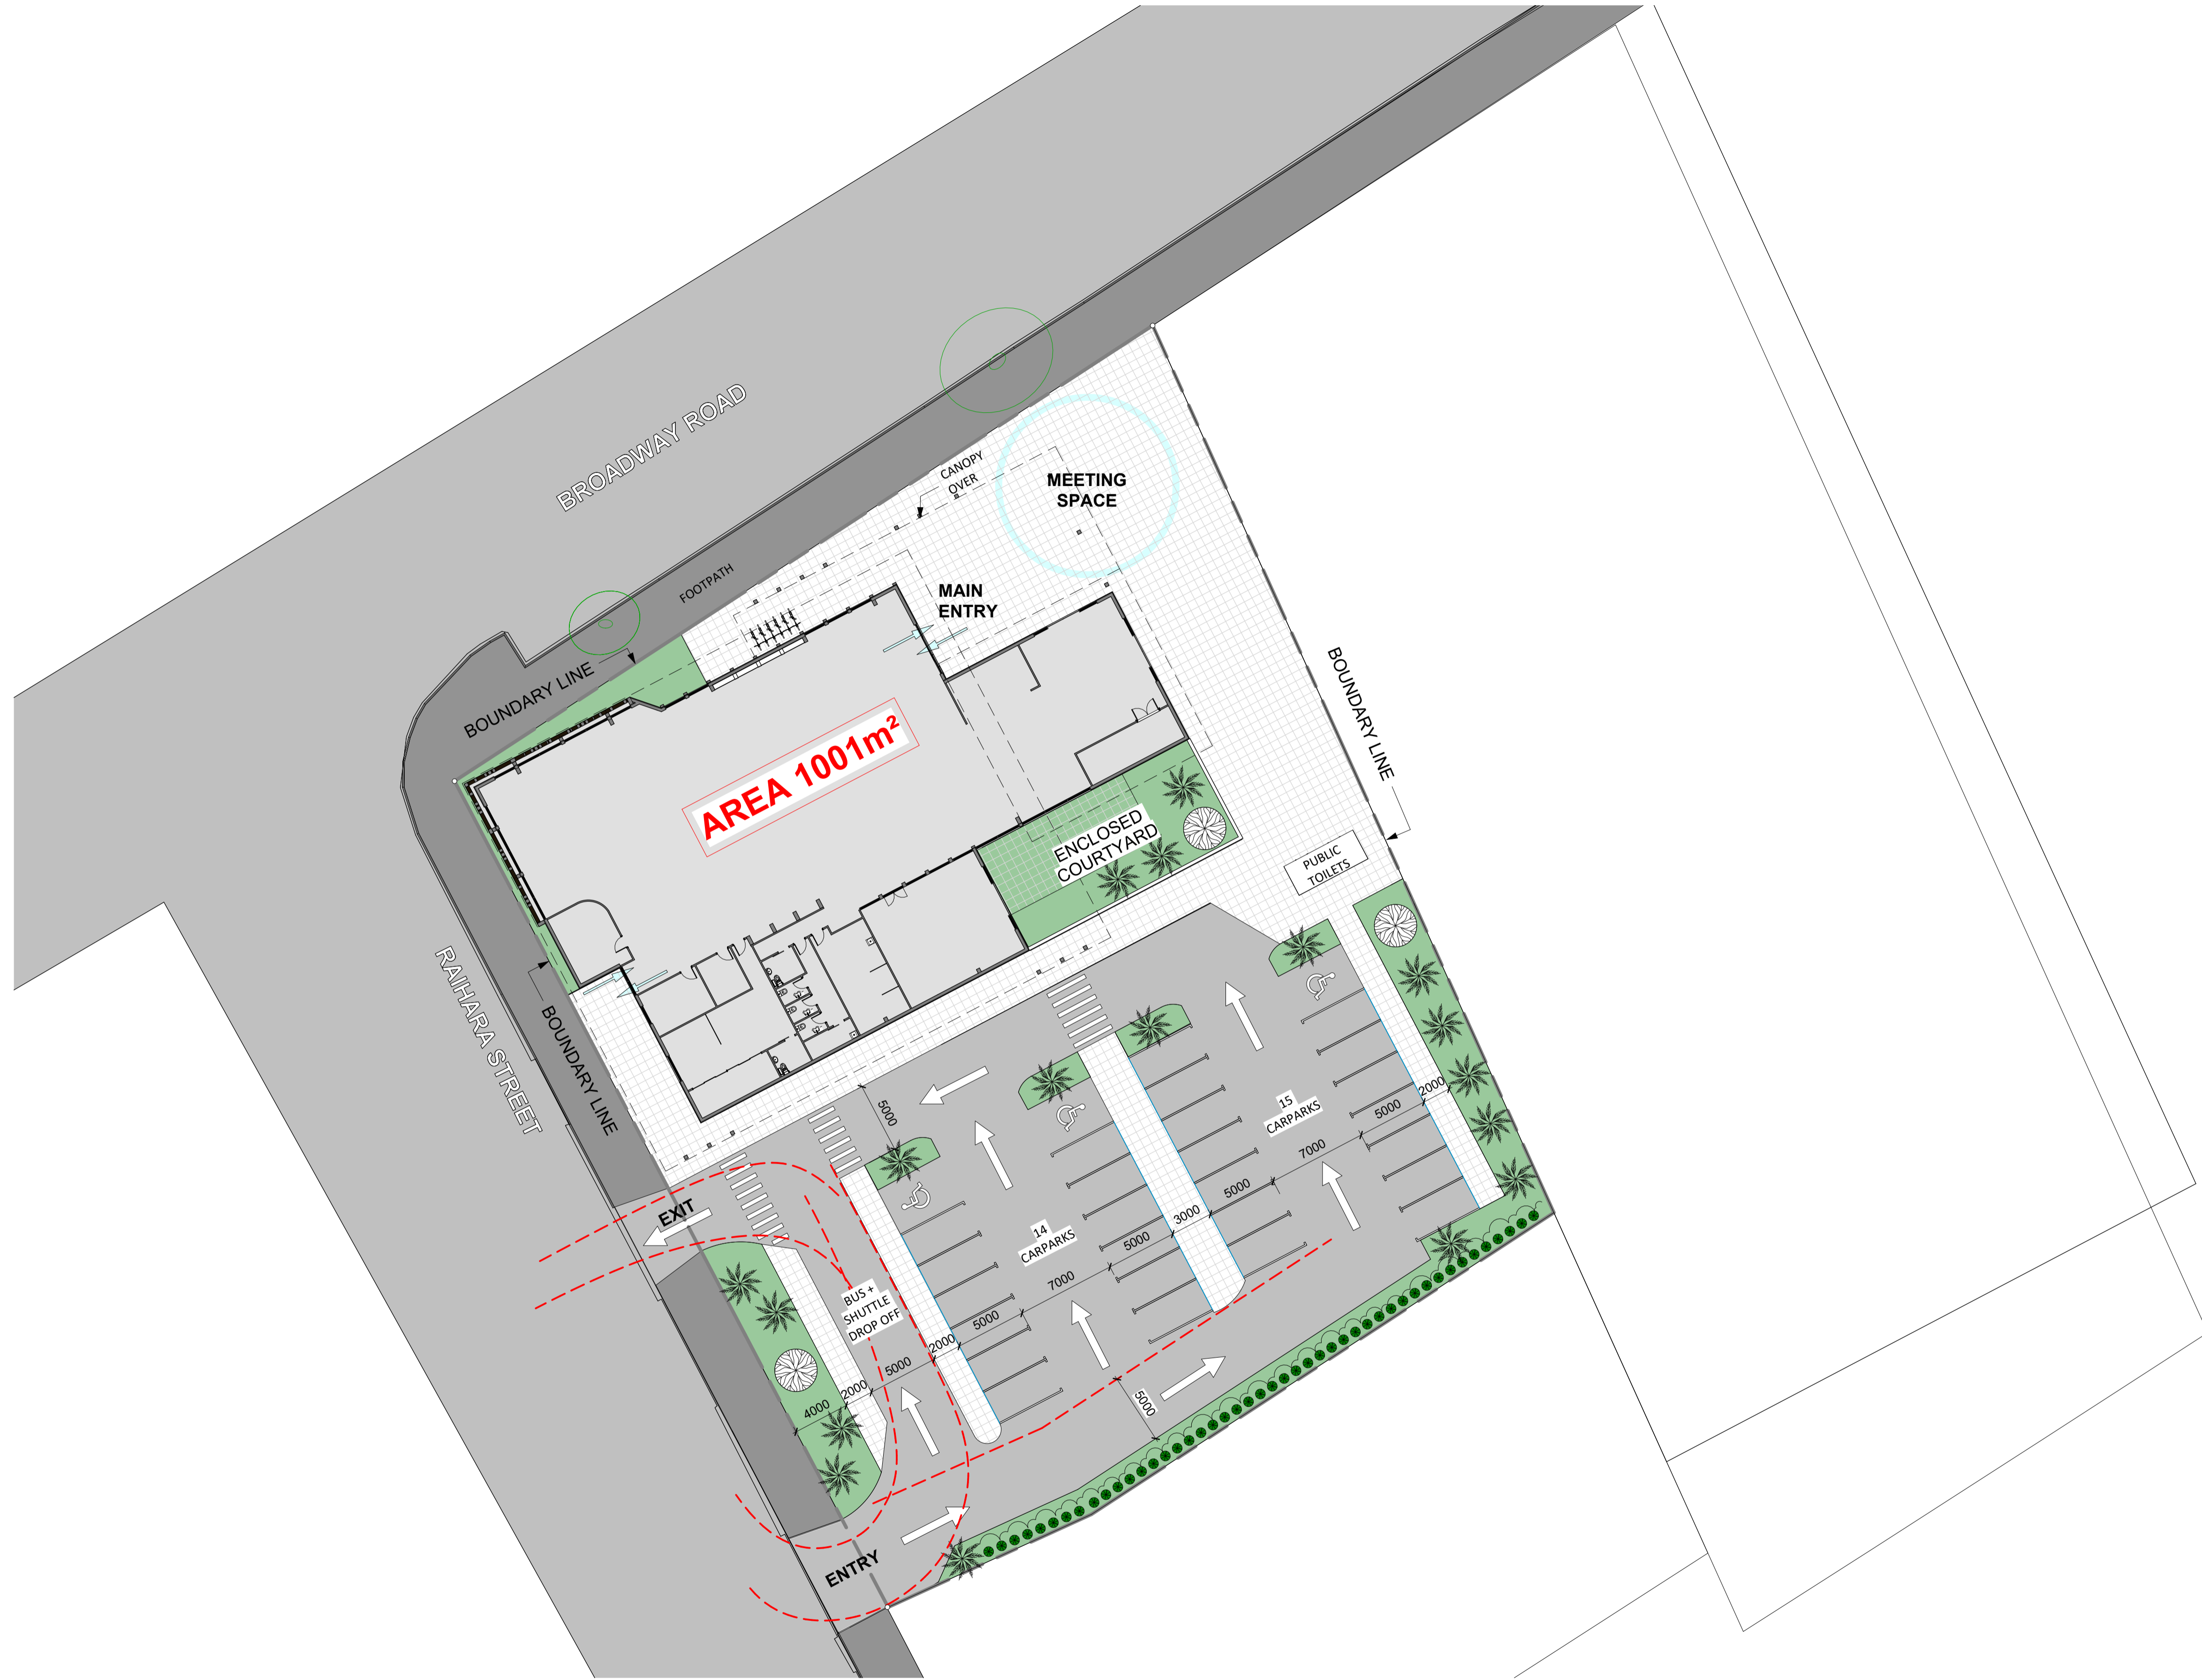 BROADWAY ROAD
CANOPY
OVER
MEETING
SPACE
FOOTPATH
MAIN
ENTRY
BOUNDARY LINE
BOUNDARY LINE
AREA 1001m²
ENCLOSED
COURTYARD
PUBLIC
TOILETS
RAIHARA STREET
BOUNDARY LINE
5000
15
CARPARKS
2000
5000
7000
5000
3000
5000
7000
5000
2000
5000
2000
4000
14
CARPARKS
EXIT
BUS +
SHUTTLE
DROP OFF
5000
ENTRY